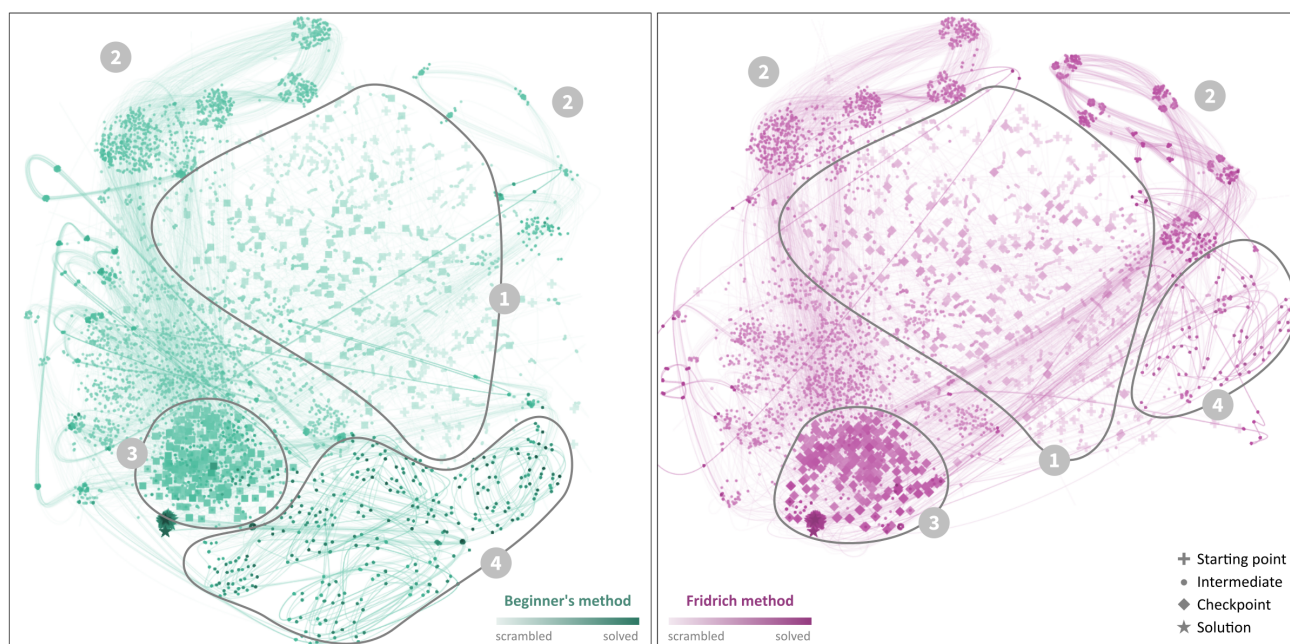 2
2
1
3
4
Beginner's method
scrambled solved
2
2
4
1
3
Fridrich method
scrambled solved
Starting point
Intermediate
Checkpoint
Solution